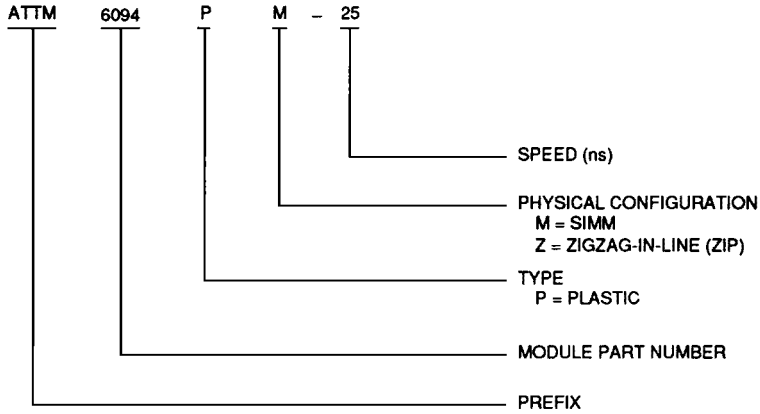 ATTM 6094 P M – 25
SPEED (ns)
PHYSICAL CONFIGURATION
M = SIMM
Z = ZIGZAG-IN-LINE (ZIP)
TYPE
P = PLASTIC
MODULE PART NUMBER
PREFIX